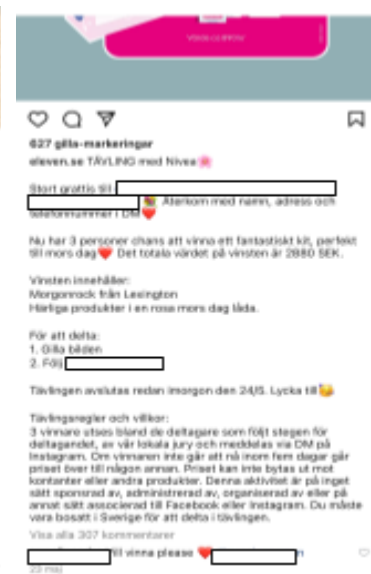 627 gilla-markeringar
eleven.se TÄVLING med Nivea🌸
Stort grattis till
Återkom med namn, adress och
telefonnummer i DM❤️
Nu har 3 personer chans att vinna ett fantastiskt kit, perfekt
till mors dag❤️ Det totala värdet på vinsten är 2880 SEK.
Vinsten innehåller:
Morgonrock från Lexington
Härliga produkter i en rosa mors dag låda.
För att delta:
1. Gilla bilden
2. Följ
Tävlingen avslutas redan imorgon den 24/5. Lycka till🥰
Tävlingsregler och villkor:
3 vinnare utses bland de deltagare som följt stegen för
deltagandet, av vår lokala jury och meddelas via DM på
Instagram. Om vinnaren inte går att nå inom fem dagar går
priset över till någon annan. Priset kan inte bytas ut mot
kontanter eller andra produkter. Denna aktivitet är på inget
sätt sponsrad av, administrerad av, organiserad av eller på
annat sätt associerad till Facebook eller Instagram. Du måste
vara bosatt i Sverige för att delta i tävlingen.
Visa alla 307 kommentarer
vill vinna please ❤️
23 maj